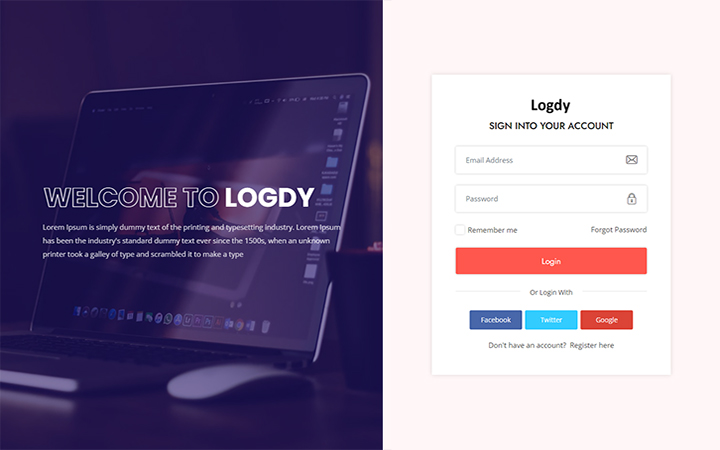 WELCOME TO LOGDY
Lorem Ipsum is simply dummy text of the printing and typesetting industry. Lorem Ipsum
has been the industry's standard dummy text ever since the 1500s, when an unknown
printer took a galley of type and scrambled it to make a type
Logdy
SIGN INTO YOUR ACCOUNT
Email Address
Password
Remember me Forgot Password
Login
Or Login With
Facebook Twitter Google
Don't have an account? Register here